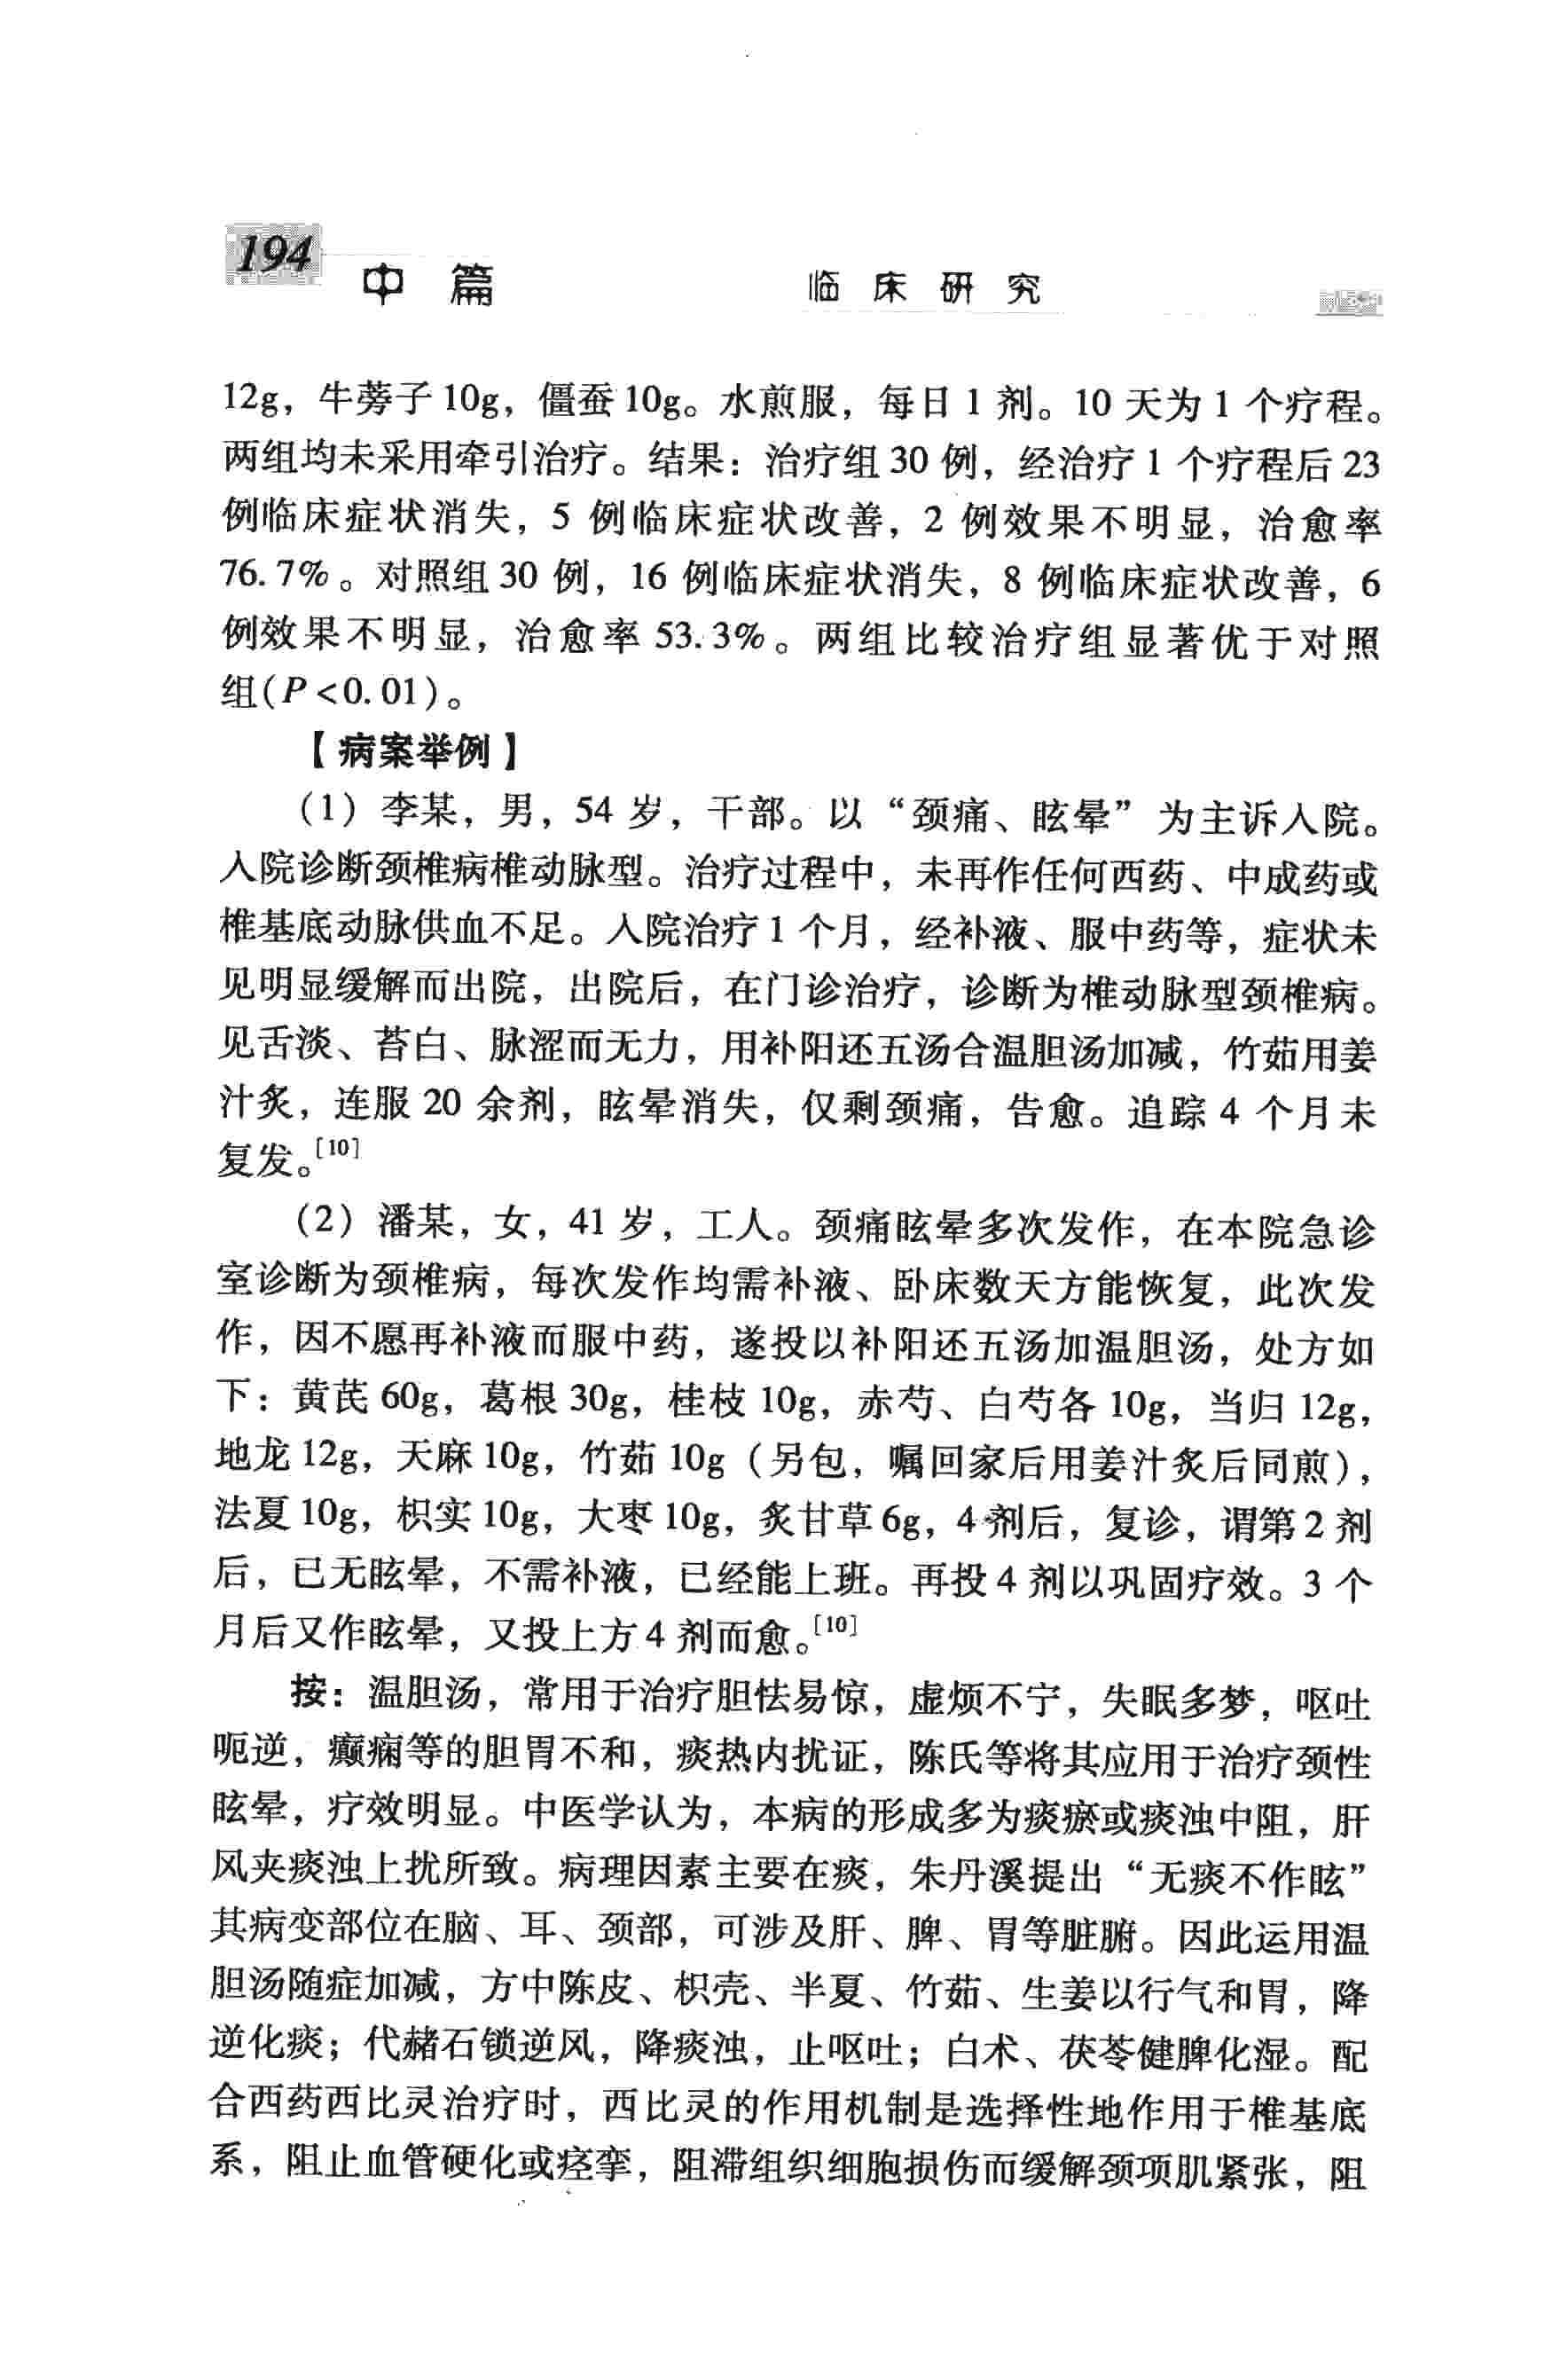 194
中 篇 临床研究
12g，牛蒡子 10g，僵蚕 10g。水煎服，每日 1 剂。10 天为 1 个疗程。
两组均未采用牵引治疗。结果：治疗组 30 例，经治疗 1 个疗程后 23
例临床症状消失，5 例临床症状改善，2 例效果不明显，治愈率
76.7%。对照组 30 例，16 例临床症状消失，8 例临床症状改善，6
例效果不明显，治愈率 53.3%。两组比较治疗组显著优于对照
组(P<0.01)。
【病案举例】
（1）李某，男，54 岁，干部。以“颈痛、眩晕”为主诉入院。
入院诊断颈椎病椎动脉型。治疗过程中，未再作任何西药、中成药或
椎基底动脉供血不足。入院治疗 1 个月，经补液、服中药等，症状未
见明显缓解而出院，出院后，在门诊治疗，诊断为椎动脉型颈椎病。
见舌淡、苔白、脉涩而无力，用补阳还五汤合温胆汤加减，竹茹用姜
汁炙，连服 20 余剂，眩晕消失，仅剩颈痛，告愈。追踪 4 个月未
复发。[10]
（2）潘某，女，41 岁，工人。颈痛眩晕多次发作，在本院急诊
室诊断为颈椎病，每次发作均需补液、卧床数天方能恢复，此次发
作，因不愿再补液而服中药，遂投以补阳还五汤加温胆汤，处方如
下：黄芪 60g，葛根 30g，桂枝 10g，赤芍、白芍各 10g，当归 12g，
地龙 12g，天麻 10g，竹茹 10g（另包，嘱回家后用姜汁炙后同煎），
法夏 10g，枳实 10g，大枣 10g，炙甘草 6g，4 剂后，复诊，谓第 2 剂
后，已无眩晕，不需补液，已经能上班。再投 4 剂以巩固疗效。3 个
月后又作眩晕，又投上方 4 剂而愈。[10]
按：温胆汤，常用于治疗胆怯易惊，虚烦不宁，失眠多梦，呕吐
呃逆，癫痫等的胆胃不和，痰热内扰证，陈氏等将其应用于治疗颈性
眩晕，疗效明显。中医学认为，本病的形成多为痰瘀或痰浊中阻，肝
风夹痰浊上扰所致。病理因素主要在痰，朱丹溪提出“无痰不作眩”
其病变部位在脑、耳、颈部，可涉及肝、脾、胃等脏腑。因此运用温
胆汤随症加减，方中陈皮、枳壳、半夏、竹茹、生姜以行气和胃，降
逆化痰；代赭石锁逆风，降痰浊，止呕吐；白术、茯苓健脾化湿。配
合西药西比灵治疗时，西比灵的作用机制是选择性地作用于椎基底
系，阻止血管硬化或痉挛，阻滞组织细胞损伤而缓解颈项肌紧张，阻